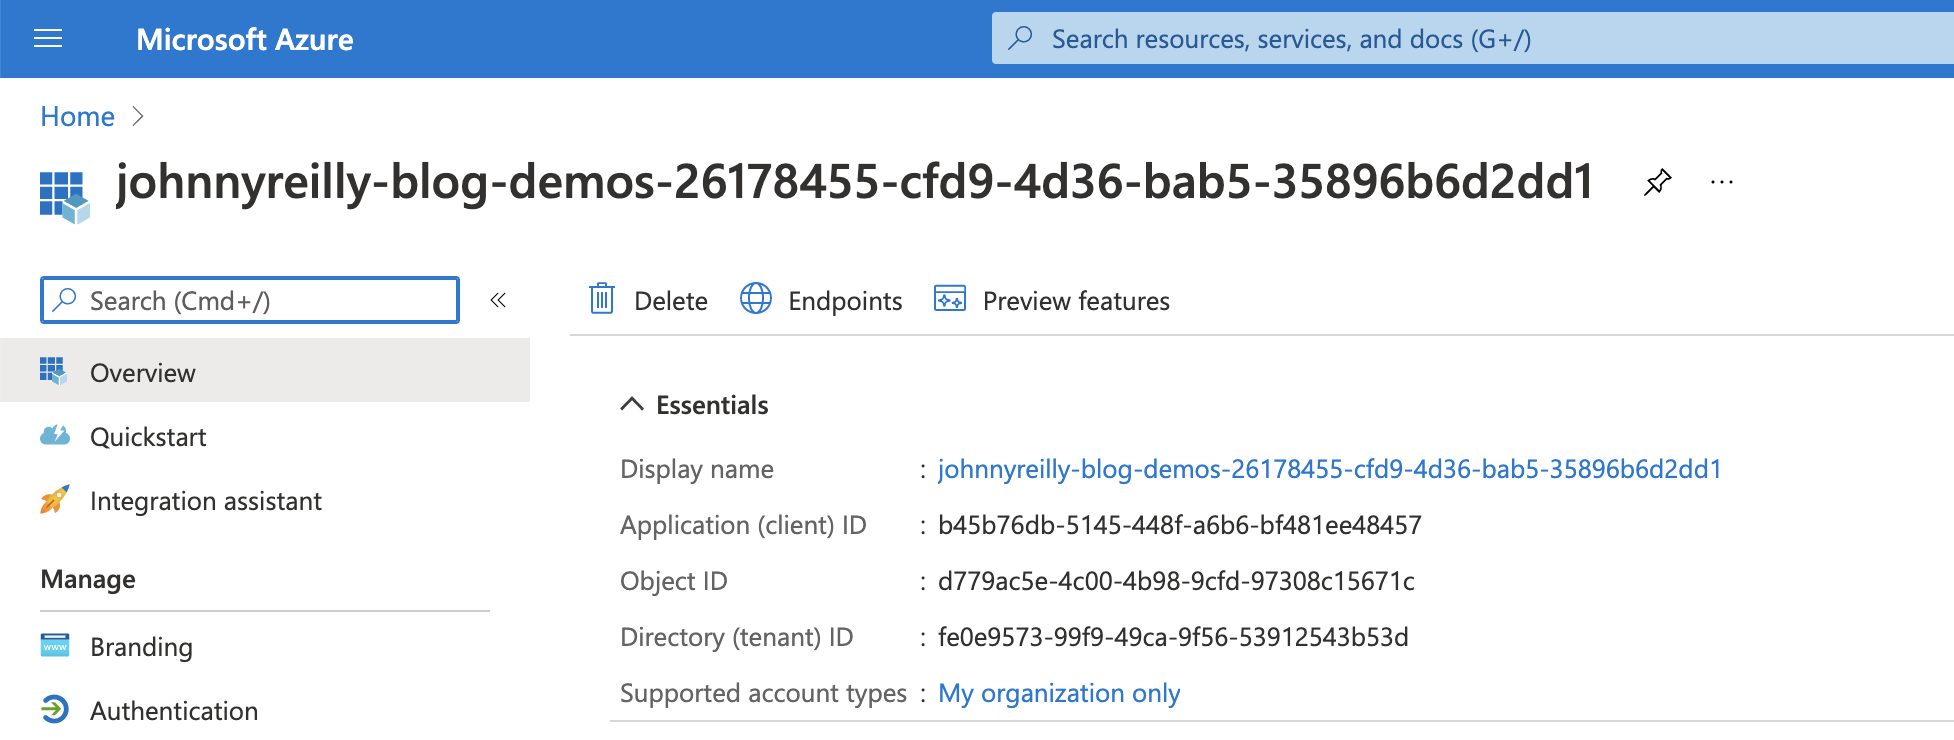 Microsoft Azure
Search resources, services, and docs (G+/)
Home
johnnyreilly-blog-demos-26178455-cfd9-4d36-bab5-35896b6d2dd1
Search (Cmd+/)
Delete
Endpoints
Preview features
Overview
Quickstart
Integration assistant
Manage
Branding
www
Authentication
Essentials
Display name : johnnyreilly-blog-demos-26178455-cfd9-4d36-bab5-35896b6d2dd1
Application (client) ID : b45b76db-5145-448f-a6b6-bf481ee48457
Object ID : d779ac5e-4c00-4b98-9cfd-97308c15671c
Directory (tenant) ID : fe0e9573-99f9-49ca-9f56-53912543b53d
Supported account types : My organization only